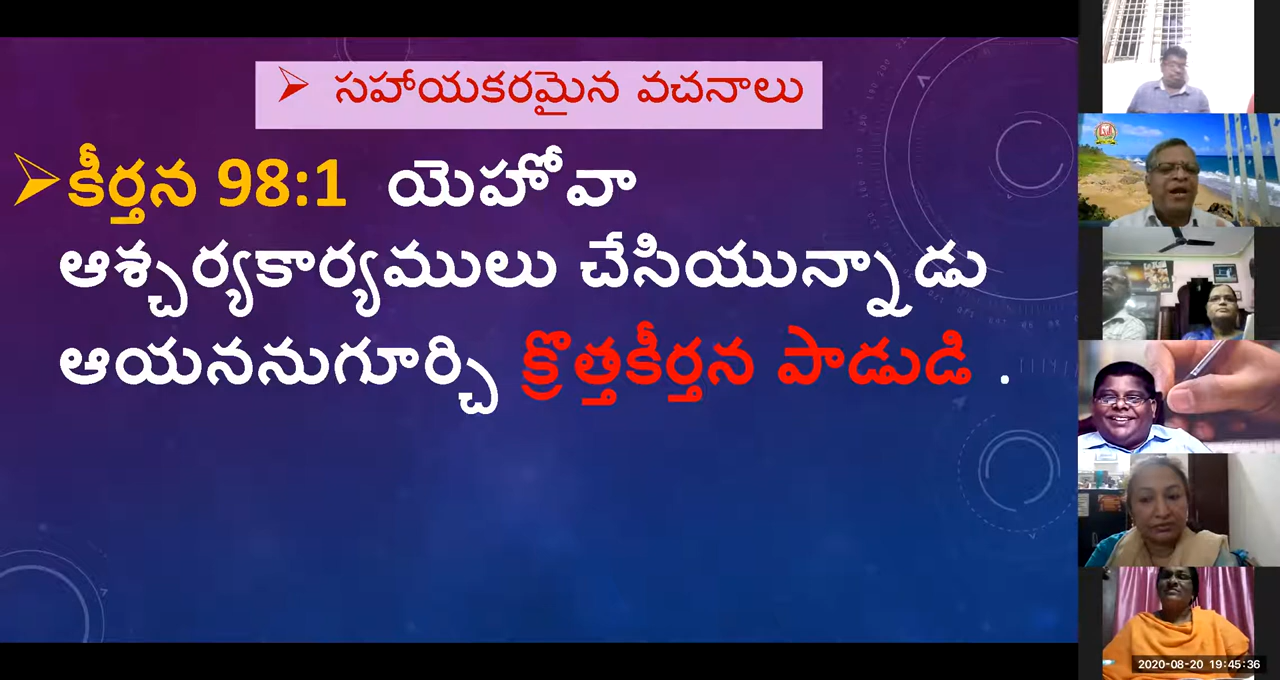 ➢ సహాయకరమైన వచనాలు
➢కీర్తన 98:1 యెహోవా
ఆశ్చర్యకార్యములు చేసియున్నాడు
ఆయననుగూర్చి క్రొత్తకీర్తన పాడుడి .
2020-08-20 19:45:36